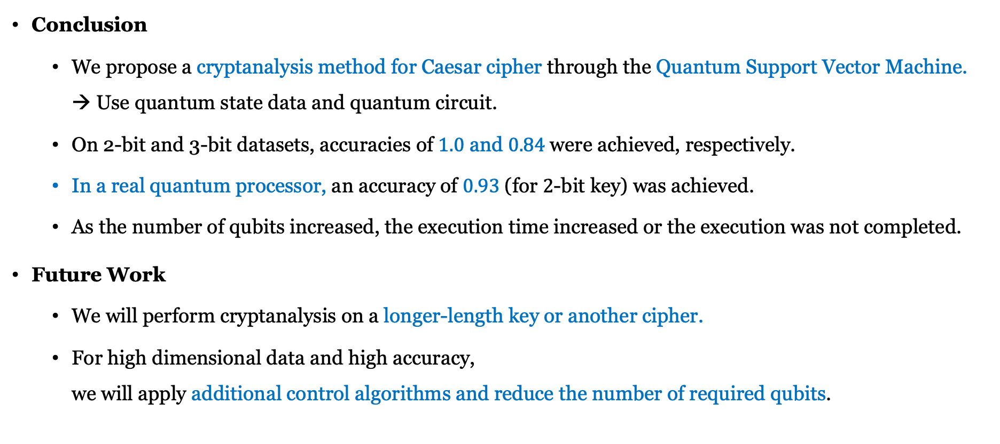 • Conclusion
• We propose a cryptanalysis method for Caesar cipher through the Quantum Support Vector Machine.
→ Use quantum state data and quantum circuit.
• On 2-bit and 3-bit datasets, accuracies of 1.0 and 0.84 were achieved, respectively.
• In a real quantum processor, an accuracy of 0.93 (for 2-bit key) was achieved.
• As the number of qubits increased, the execution time increased or the execution was not completed.
• Future Work
• We will perform cryptanalysis on a longer-length key or another cipher.
• For high dimensional data and high accuracy,
we will apply additional control algorithms and reduce the number of required qubits.